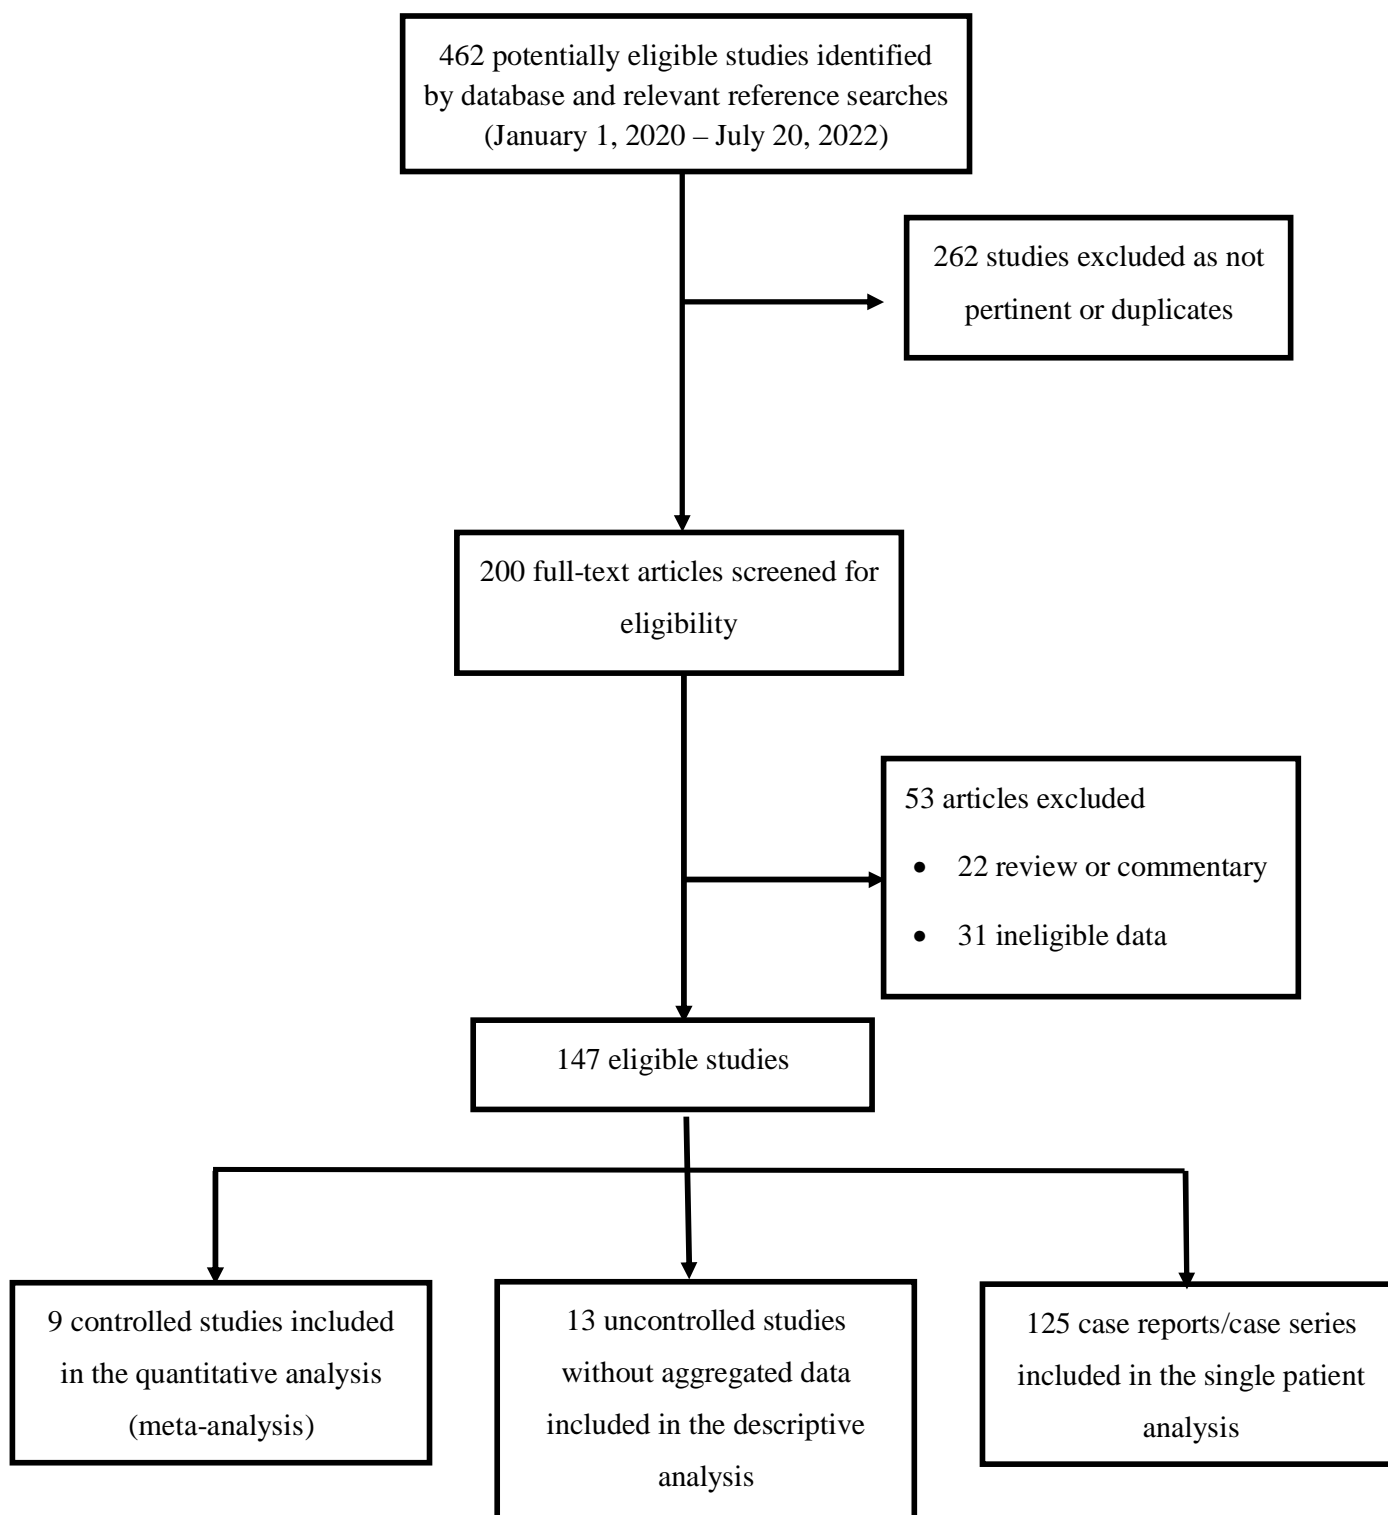 462 potentially eligible studies identified
by database and relevant reference searches
(January 1, 2020 – July 20, 2022)
262 studies excluded as not
pertinent or duplicates
200 full-text articles screened for
eligibility
53 articles excluded
• 22 review or commentary
• 31 ineligible data
147 eligible studies
9 controlled studies included
in the quantitative analysis
(meta-analysis)
13 uncontrolled studies
without aggregated data
included in the descriptive
analysis
125 case reports/case series
included in the single patient
analysis